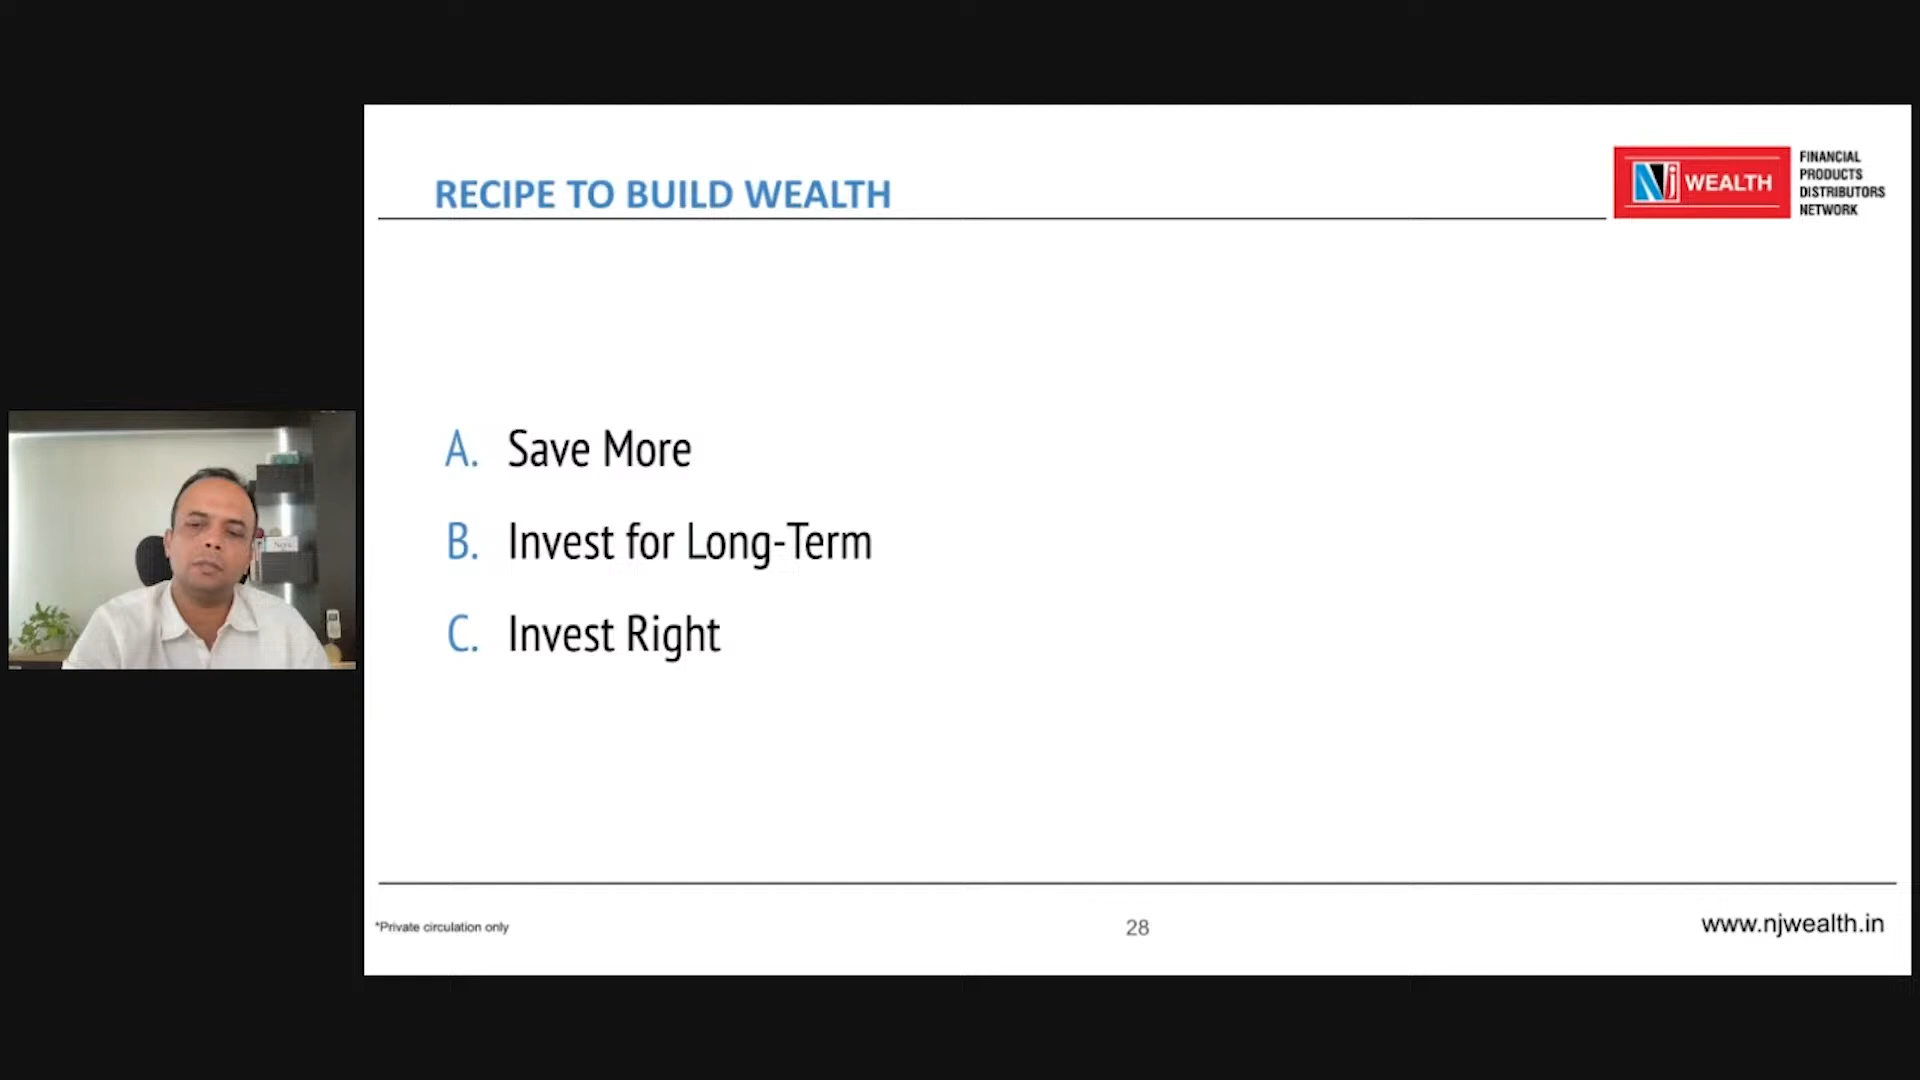 RECIPE TO BUILD WEALTH
Nj WEALTH
FINANCIAL
PRODUCTS
DISTRIBUTORS
NETWORK
A. Save More
B. Invest for Long-Term
C. Invest Right
*Private circulation only
28
www.njwealth.in